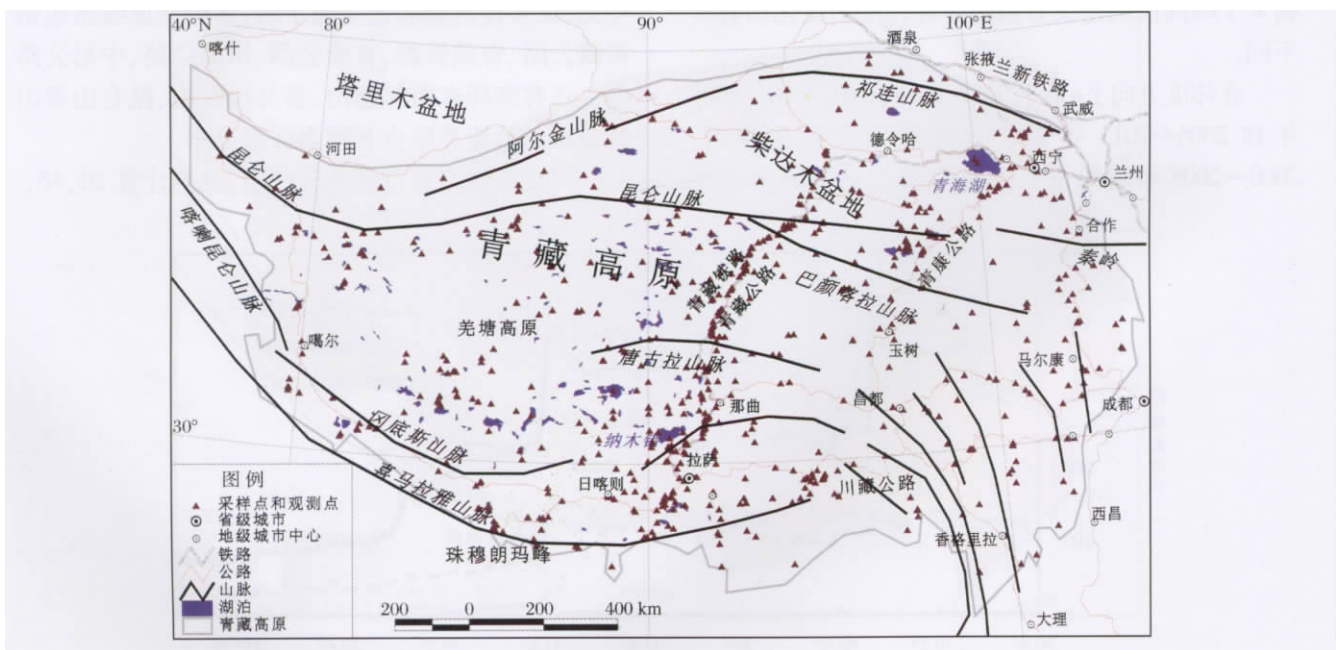 40°N
80°
90°
100°E
喀什
酒泉
张掖
兰新铁路
武威
塔里木盆地
祁连山脉
阿尔金山脉
和田
柴达木盆地
德令哈
西宁
兰州
青海湖
昆仑山脉
昆仑山脉
合作
秦岭
喀喇昆仑山脉
青藏高原
青康公路
青藏铁路
青藏公路
巴颜喀拉山脉
羌塘高原
噶尔
唐古拉山脉
玉树
马尔康
那曲
昌都
成都
30°
冈底斯山脉
纳木错
拉萨
日喀则
川藏公路
喜马拉雅山脉
珠穆朗玛峰
西昌
香格里拉
大理
图例
采样点和观测点
省级城市
地级城市中心
铁路
公路
山脉
湖泊
青藏高原
200 0 200 400 km